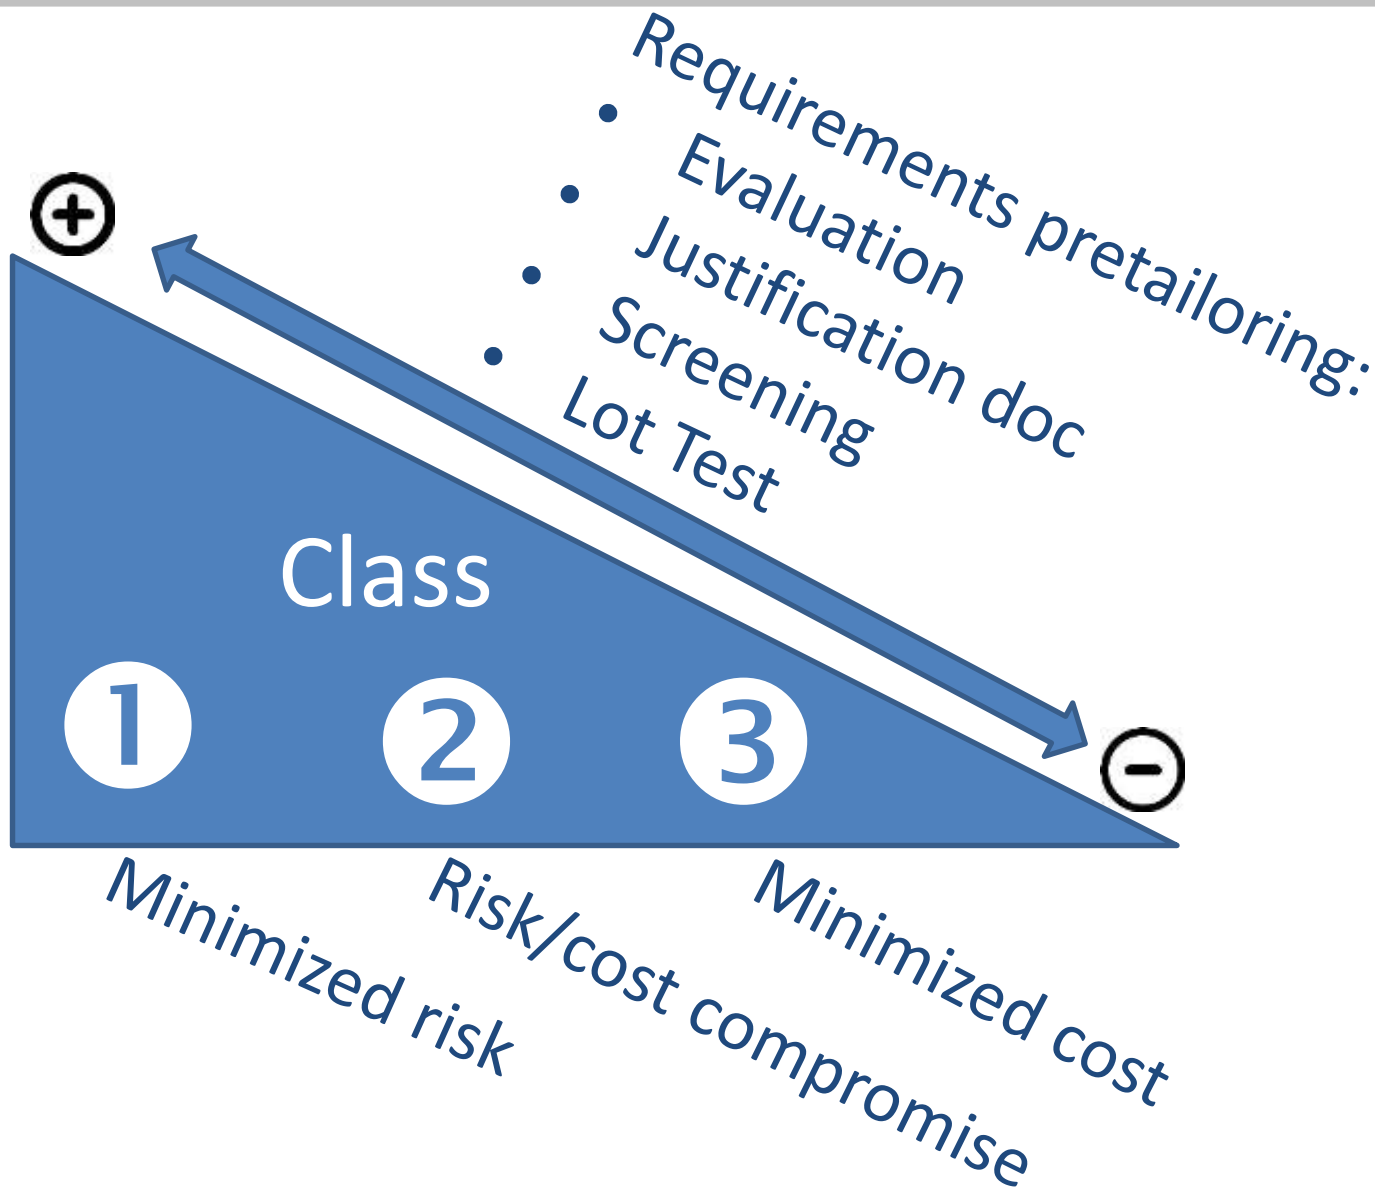 Requirements pretailoring:
• Evaluation
• Justification doc
• Screening
• Lot Test
+
Class
1 2 3
-
Minimized risk
Risk/cost compromise
Minimized cost